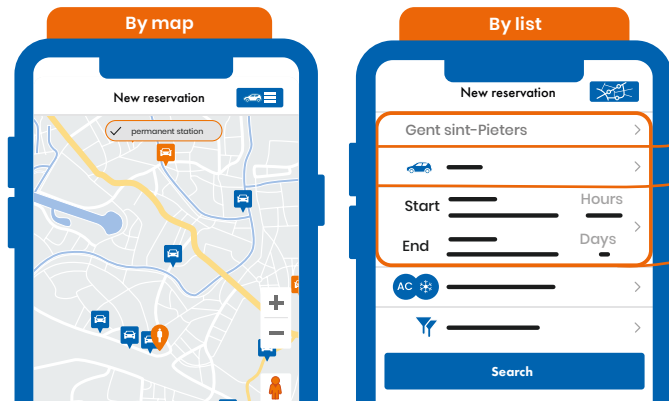 By map
New reservation
permanent station
By list
New reservation
Gent sint-Pieters
Start
Hours
End
Days
AC
Search